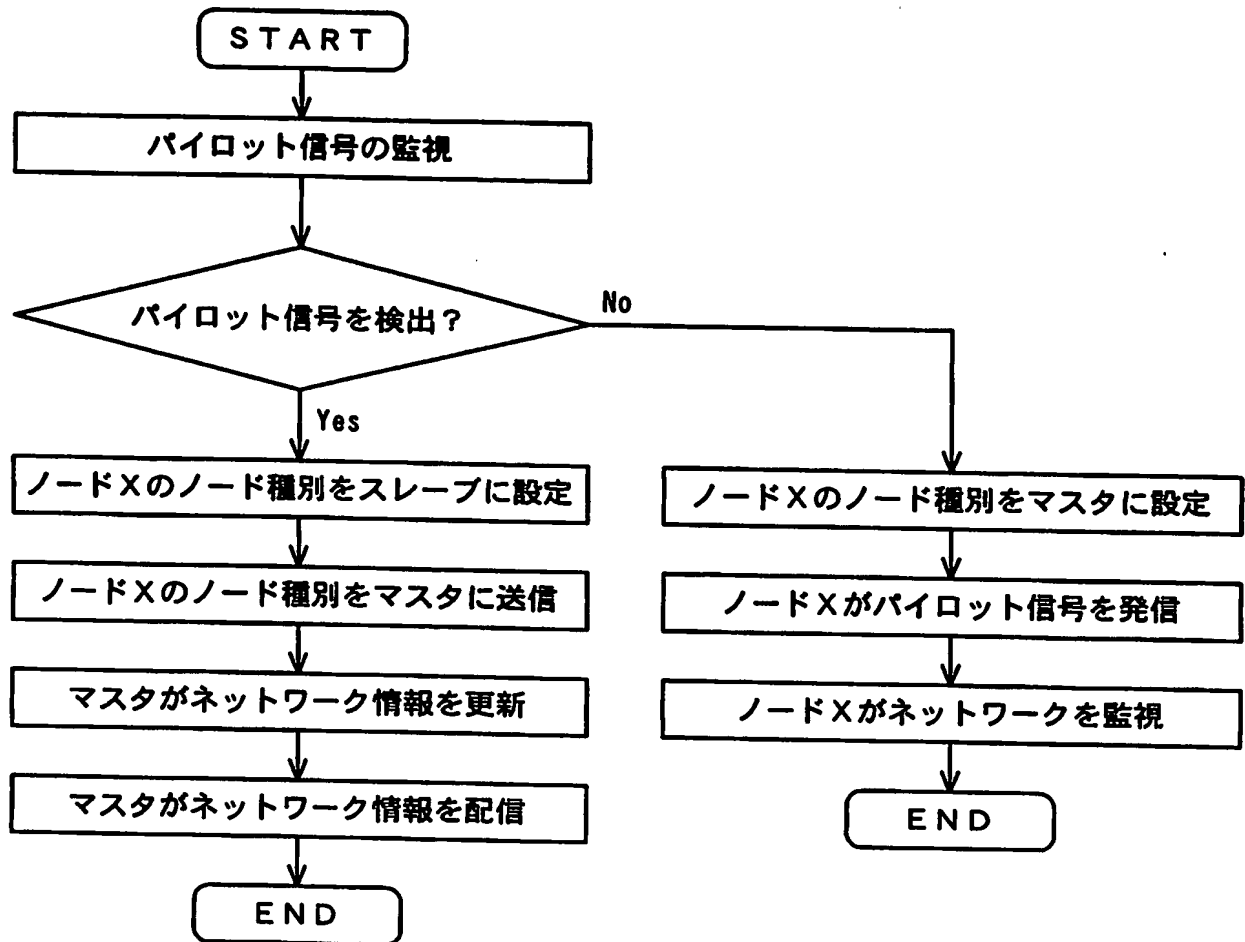 START
パイロット信号の監視
パイロット信号を検出？
No
Yes
ノードXのノード種別をスレーブに設定
ノードXのノード種別をマスタに送信
マスタがネットワーク情報を更新
マスタがネットワーク情報を配信
END
ノードXのノード種別をマスタに設定
ノードXがパイロット信号を発信
ノードXがネットワークを監視
END